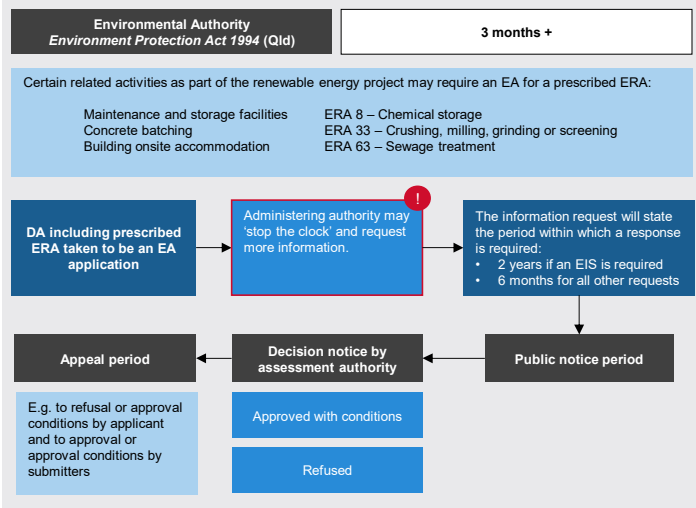 Environmental Authority
Environment Protection Act 1994 (Qld)
3 months +
Certain related activities as part of the renewable energy project may require an EA for a prescribed ERA:
Maintenance and storage facilities
ERA 8 – Chemical storage
Concrete batching
ERA 33 – Crushing, milling, grinding or screening
Building onsite accommodation
ERA 63 – Sewage treatment
DA including prescribed
ERA taken to be an EA
application
!
Administering authority may
‘stop the clock’ and request
more information.
The information request will state
the period within which a response
is required:
• 2 years if an EIS is required
• 6 months for all other requests
Public notice period
Decision notice by
assessment authority
Approved with conditions
Refused
Appeal period
E.g. to refusal or approval
conditions by applicant
and to approval or
approval conditions by
submitters